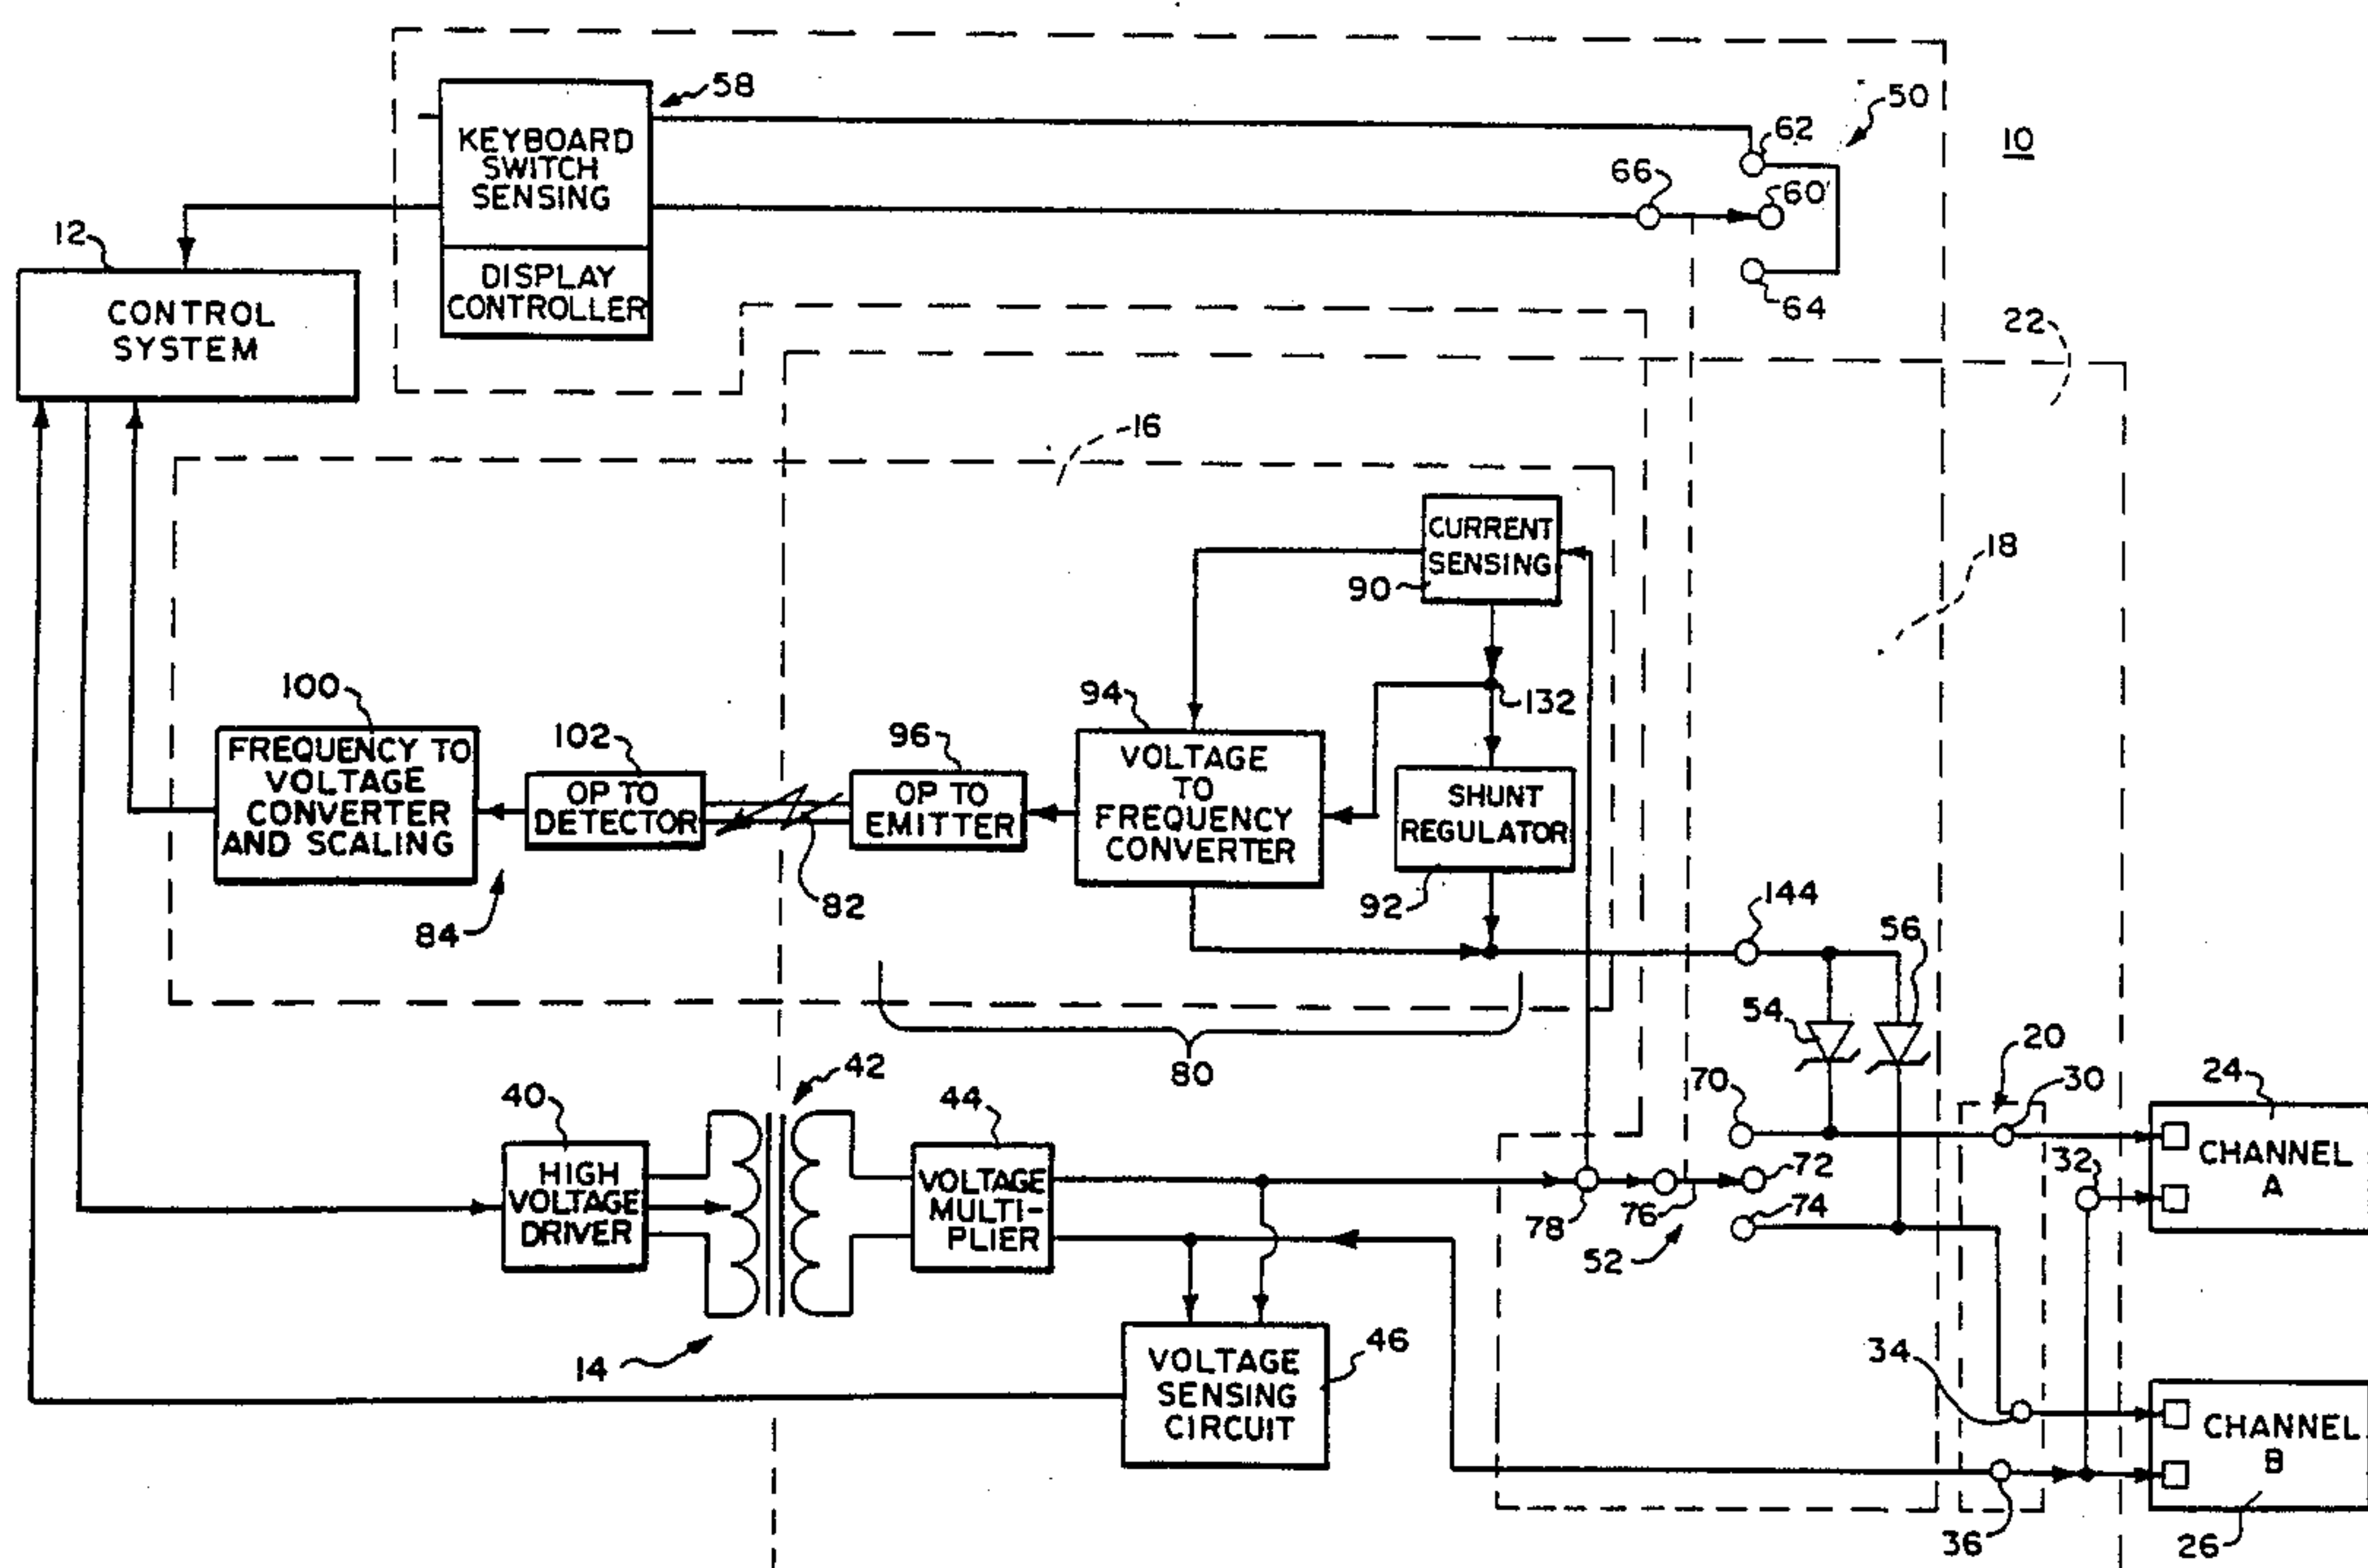 58
KEYBOARD
SWITCH
SENSING
DISPLAY
CONTROLLER
50
62
10
66
60'
64
12
CONTROL
SYSTEM
22
16
18
CURRENT
SENSING
90
132
100
FREQUENCY TO
VOLTAGE
CONVERTER
AND SCALING
102
OP TO
DETECTOR
84
82
96
OP TO
EMITTER
94
VOLTAGE
TO
FREQUENCY
CONVERTER
SHUNT
REGULATOR
92
144
56
54
80
20
30
24
CHANNEL
A
32
70
72
74
78
76
52
40
HIGH
VOLTAGE
DRIVER
42
14
44
VOLTAGE
MULTI-
PLIER
46
VOLTAGE
SENSING
CIRCUIT
34
36
CHANNEL
B
26